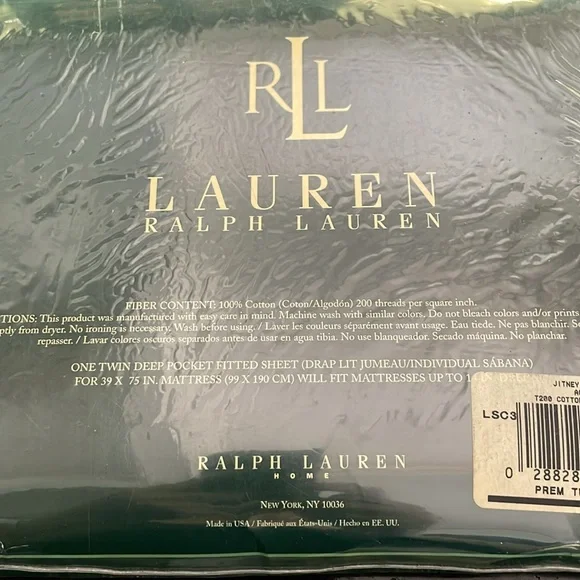 RLL
LAUREN
RALPH LAUREN
FIBER CONTENT: 100% Cotton (Coton/Algodón) 200 threads per square inch.
This product was manufactured with easy care in mind. Machine wash with similar colors. Do not bleach colors and/or prints
from dryer. No ironing is necessary. Wash before using. / Laver les couleurs séparément avant usage. Eau tiede. Ne pas blanchir.
repasser. / Lavar colores oscuros separados antes de usar en agua tibia. No use blanqueador. Secado máquina. No planchar.
ONE TWIN DEEP POCKET FITTED SHEET (DRAP LIT JUMEAU/INDIVIDUAL SÁBANA)
FOR 39 X 75 IN. MATTRESS (99 X 190 CM) WILL FIT MATTRESSES UP TO
JITNEY
T200
LSC3
0 28828
PREM
RALPH LAUREN
HOME
NEW YORK, NY 10036
Made in USA / Fabriqué aux États-Unis / Hecho en EE. UU.